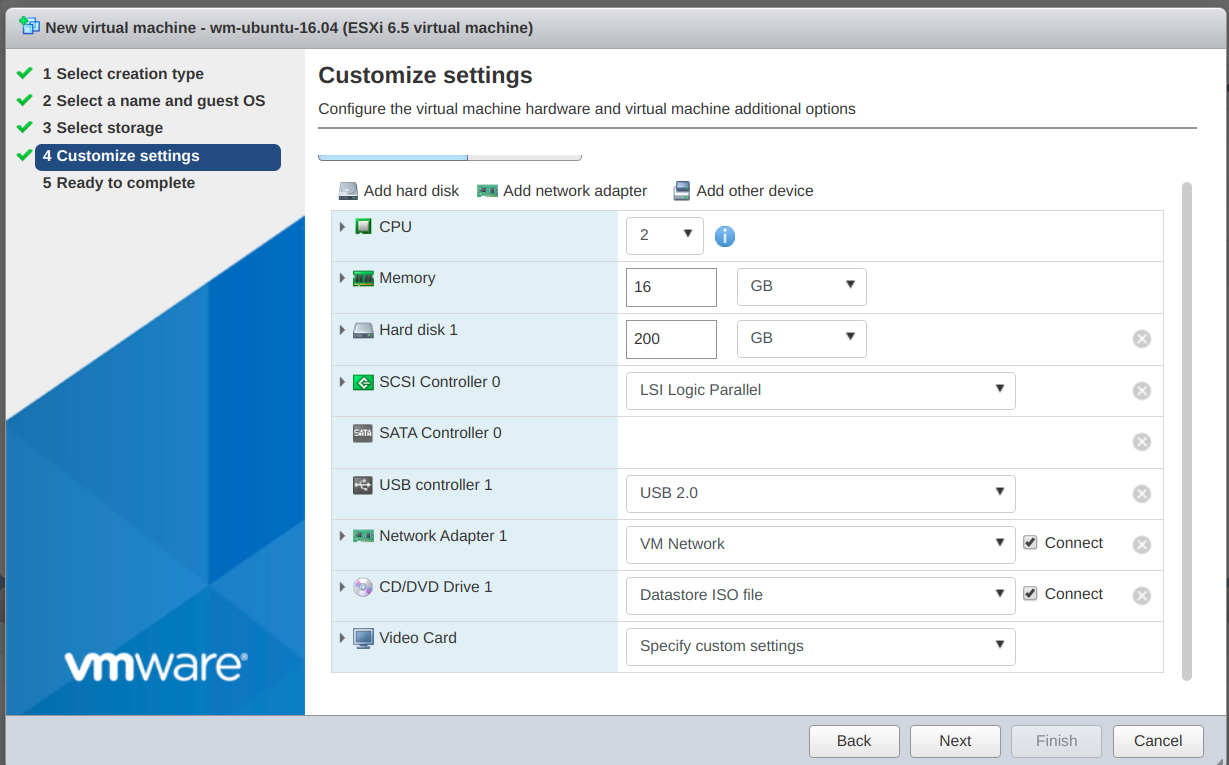 New virtual machine - wm-ubuntu-16.04 (ESXi 6.5 virtual machine)
1 Select creation type
2 Select a name and guest OS
3 Select storage
4 Customize settings
5 Ready to complete
vmware®
Customize settings
Configure the virtual machine hardware and virtual machine additional options
Add hard disk Add network adapter Add other device
CPU 2 i
Memory 16 GB
Hard disk 1 200 GB
SCSI Controller 0 LSI Logic Parallel
SATA SATA Controller 0
USB controller 1 USB 2.0
Network Adapter 1 VM Network Connect
CD/DVD Drive 1 Datastore ISO file Connect
Video Card Specify custom settings
Back Next Finish Cancel